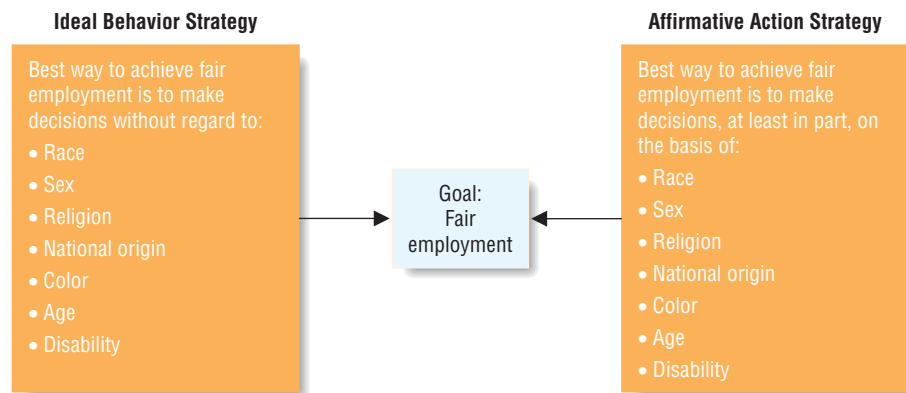 Ideal Behavior Strategy
Best way to achieve fair
employment is to make
decisions without regard to:
• Race
• Sex
• Religion
• National origin
• Color
• Age
• Disability
Goal:
Fair
employment
Affirmative Action Strategy
Best way to achieve fair
employment is to make
decisions, at least in part, on
the basis of:
• Race
• Sex
• Religion
• National origin
• Color
• Age
• Disability